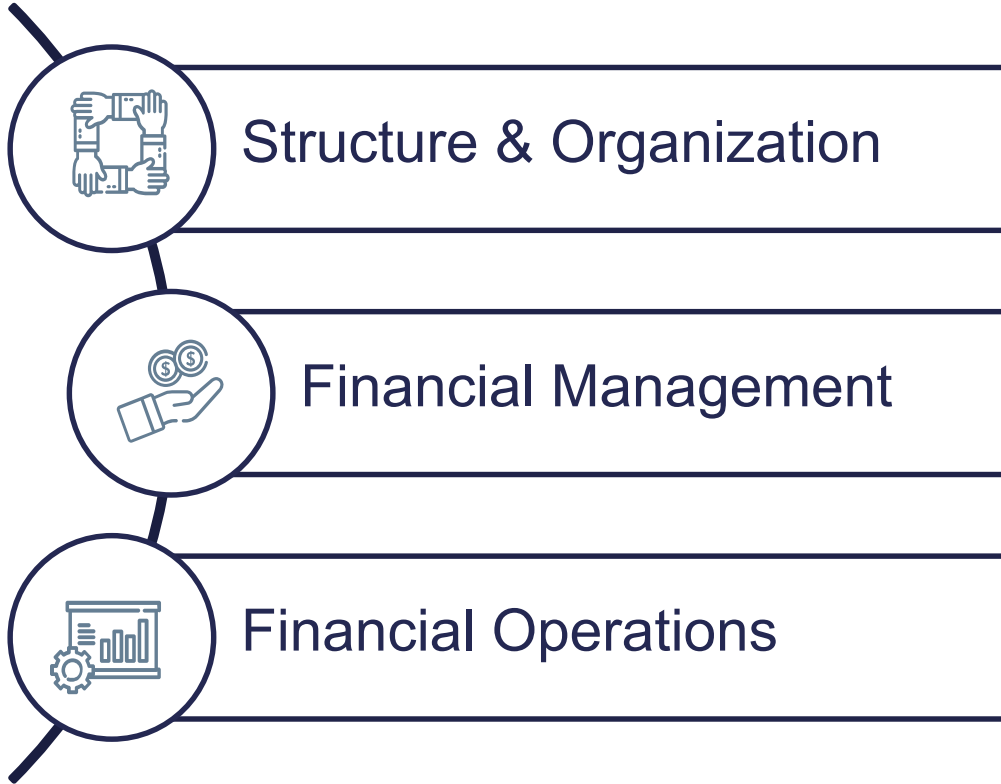 Structure & Organization
$ $
Financial Management
Financial Operations